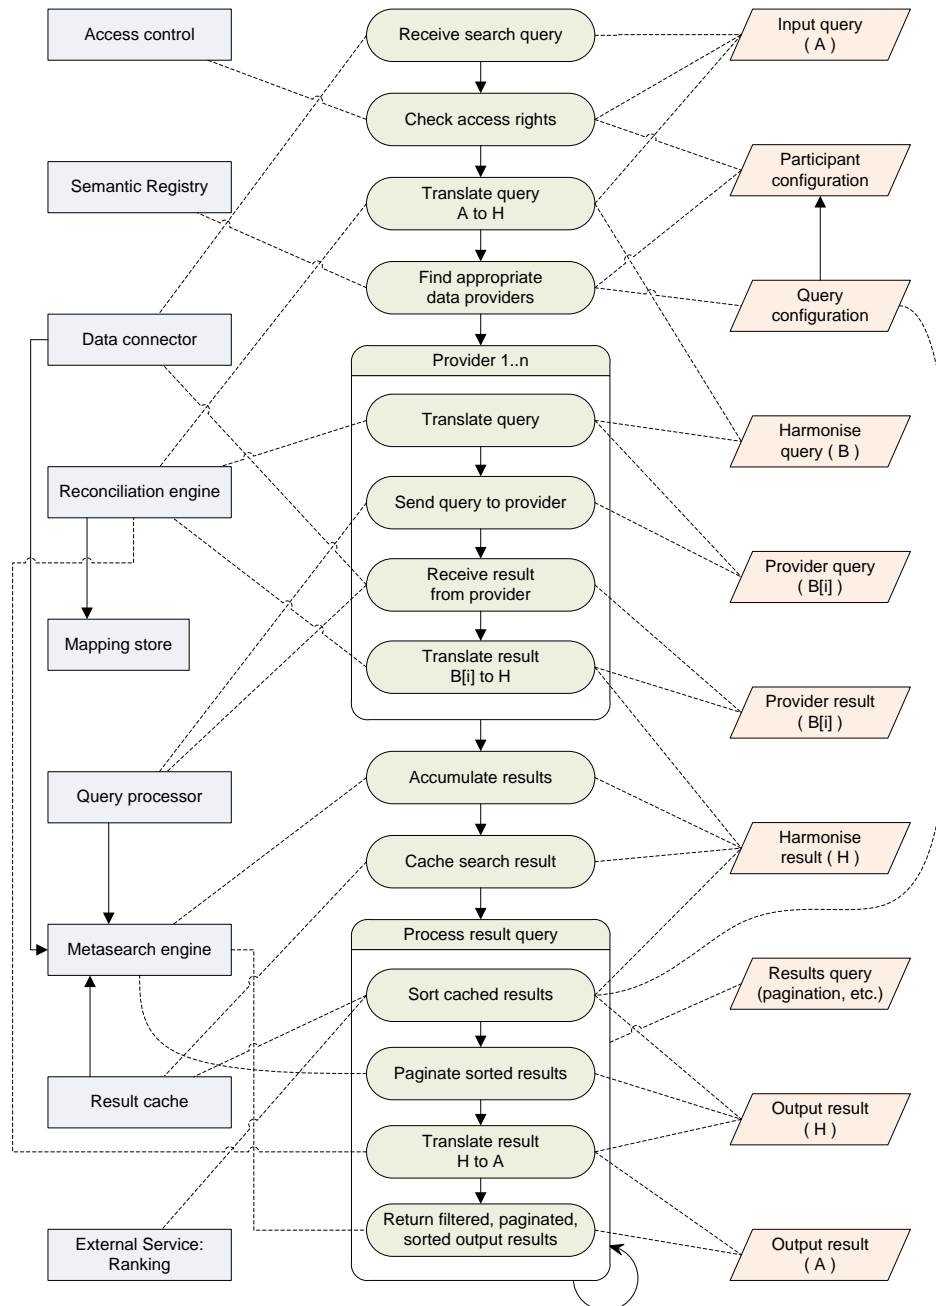 Access control
Receive search query
Input query
( A )
Check access rights
Semantic Registry
Translate query
A to H
Participant
configuration
Find appropriate
data providers
Query
configuration
Data connector
Provider 1..n
Translate query
Harmonise
query ( B )
Reconciliation engine
Send query to provider
Receive result
from provider
Provider query
( B[i] )
Mapping store
Translate result
B[i] to H
Provider result
( B[i] )
Query processor
Accumulate results
Cache search result
Harmonise
result ( H )
Metasearch engine
Process result query
Results query
(pagination, etc.)
Sort cached results
Paginate sorted results
Result cache
Output result
( H )
Translate result
H to A
Return filtered, paginated,
sorted output results
External Service:
Ranking
Output result
( A )